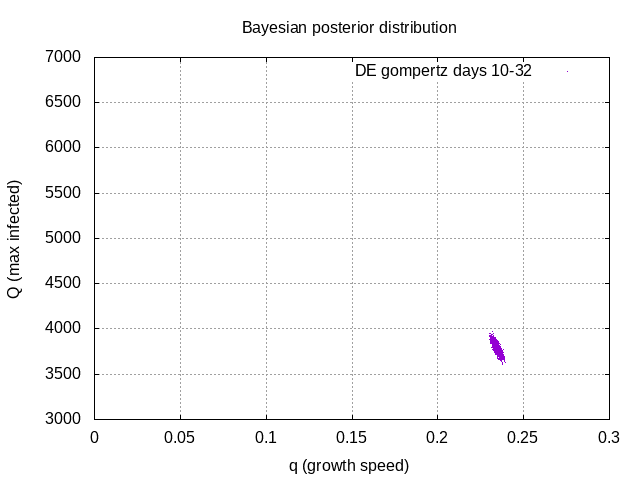 Bayesian posterior distribution
DE gompertz days 10-32
7000
6500
6000
5500
5000
4500
4000
3500
3000
Q (max infected)
0 0.05 0.1 0.15 0.2 0.25 0.3
q (growth speed)